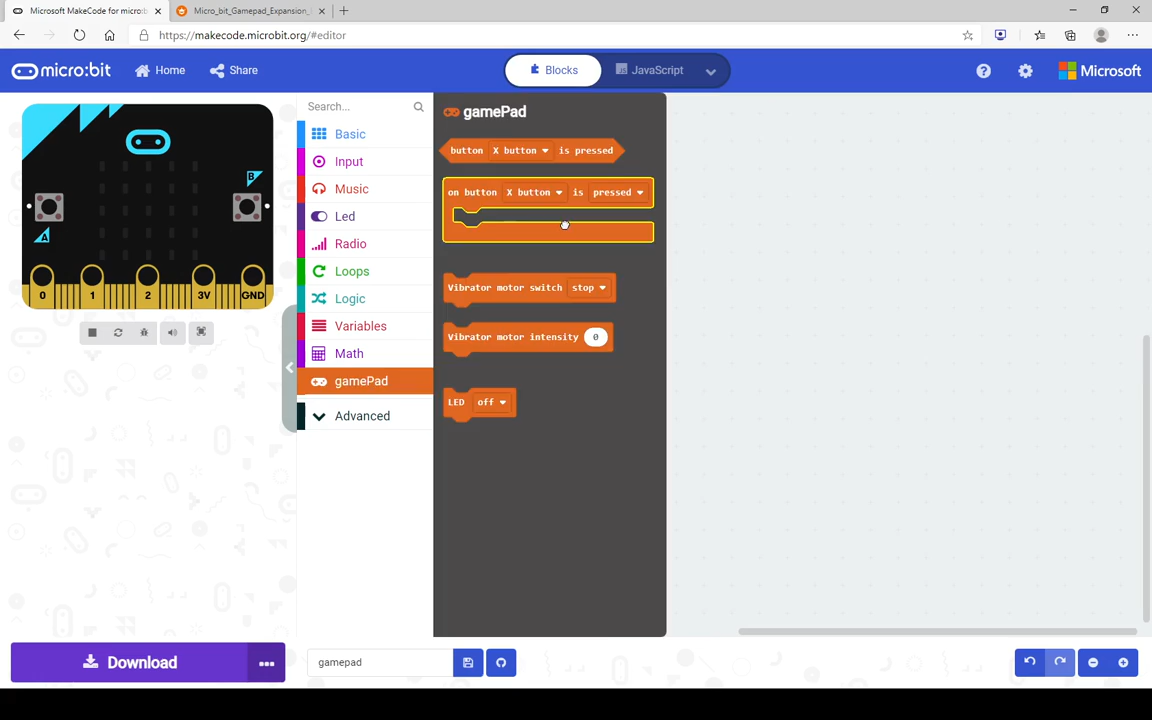 Microsoft MakeCode for micro:b
Micro_bit_Gamepad_Expansion_
https://makecode.microbit.org/#editor
micro:bit
Home
Share
Blocks
JavaScript
Microsoft
Search...
gamePad
Basic
Input
Music
Led
Radio
Loops
Logic
Variables
Math
gamePad
Advanced
button X button is pressed
on button X button is pressed
Vibrator motor switch stop
Vibrator motor intensity 0
LED off
B
A
0 1 2 3V GND
Download
gamepad